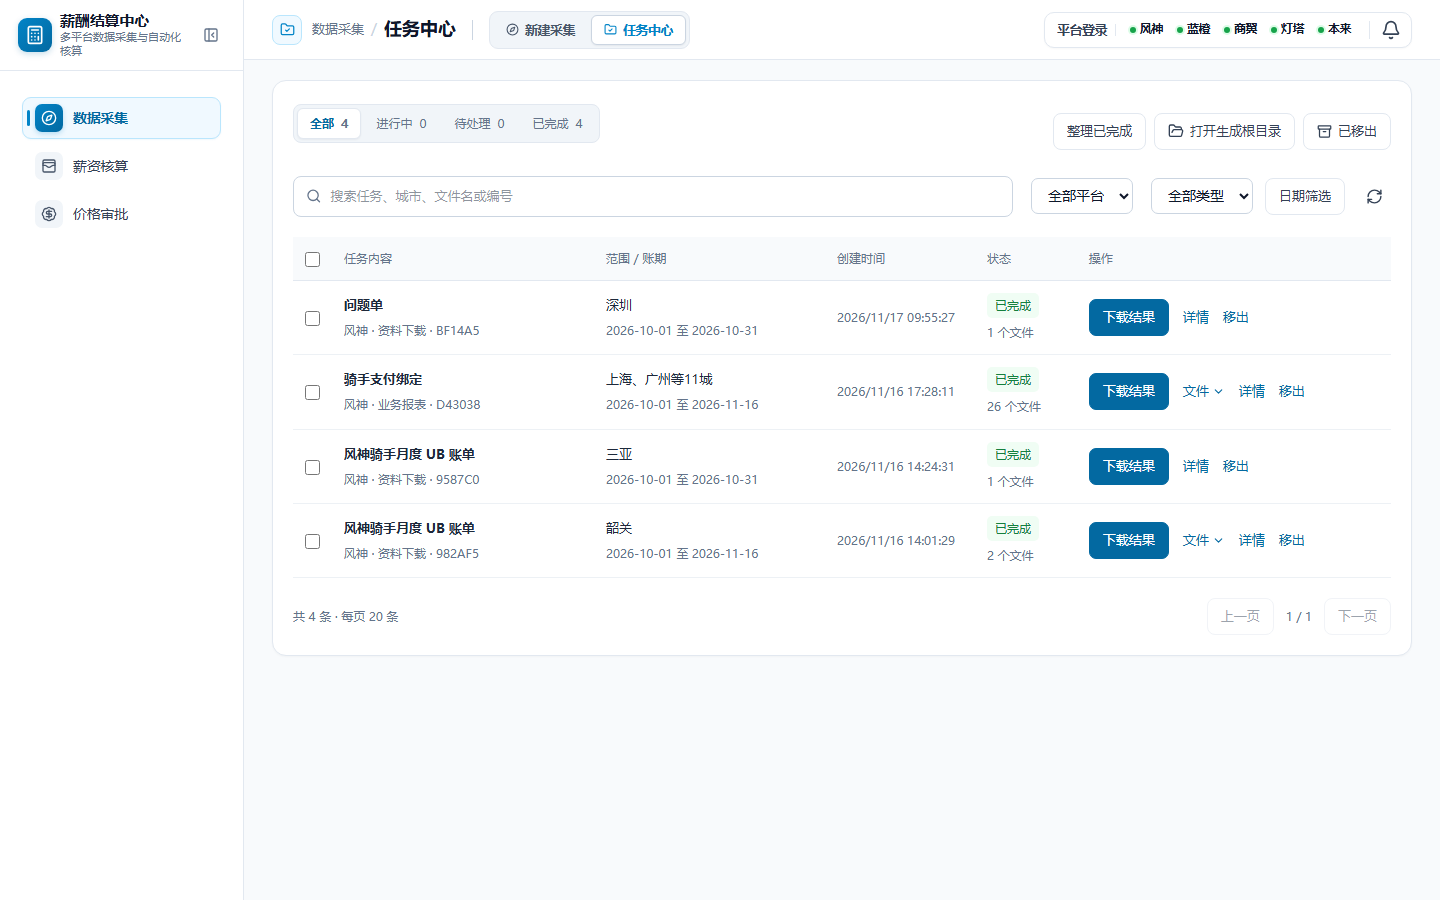 薪酬结算中心
多平台数据采集与自动化
核算
数据采集 / 任务中心
新建采集
任务中心
平台登录
风神
蓝橙
商翼
灯塔
本来
数据采集
薪资核算
价格审批
全部 4
进行中 0
待处理 0
已完成 4
整理已完成
打开生成根目录
已移出
搜索任务、城市、文件名或编号
全部平台
全部类型
日期筛选
任务内容
范围 / 账期
创建时间
状态
操作
问题单
风神 · 资料下载 · BF14A5
深圳
2026-10-01 至 2026-10-31
2026/11/17 09:55:27
已完成
1 个文件
下载结果
详情
移出
骑手支付绑定
风神 · 业务报表 · D43038
上海、广州等11城
2026-10-01 至 2026-11-16
2026/11/16 17:28:11
已完成
26 个文件
下载结果
文件
详情
移出
风神骑手月度 UB 账单
风神 · 资料下载 · 9587C0
三亚
2026-10-01 至 2026-10-31
2026/11/16 14:24:31
已完成
1 个文件
下载结果
详情
移出
风神骑手月度 UB 账单
风神 · 资料下载 · 982AF5
韶关
2026-10-01 至 2026-11-16
2026/11/16 14:01:29
已完成
2 个文件
下载结果
文件
详情
移出
共 4 条 · 每页 20 条
上一页
1 / 1
下一页